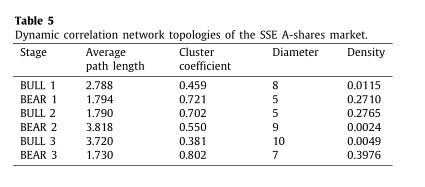 Table 5
Dynamic correlation network topologies of the SSE A-shares market.
Stage Average path length Cluster coefficient Diameter Density
BULL 1 2.788 0.459 8 0.0115
BEAR 1 1.794 0.721 5 0.2710
BULL 2 1.790 0.702 5 0.2765
BEAR 2 3.818 0.550 9 0.0024
BULL 3 3.720 0.381 10 0.0049
BEAR 3 1.730 0.802 7 0.3976